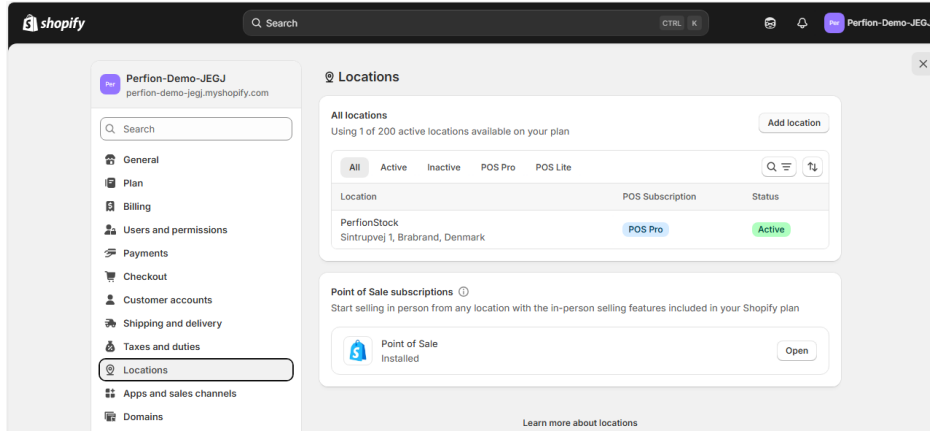 shopify
Search
CTRL K
Per
Perfion-Demo-JEGJ
Per
Perfion-Demo-JEGJ
perfion-demo-jegj.myshopify.com
Search
General
Plan
Billing
Users and permissions
Payments
Checkout
Customer accounts
Shipping and delivery
Taxes and duties
Locations
Apps and sales channels
Domains
Locations
All locations
Using 1 of 200 active locations available on your plan
Add location
All Active Inactive POS Pro POS Lite
Location POS Subscription Status
PerfionStock
Sintrupvej 1, Brabrand, Denmark
POS Pro
Active
Point of Sale subscriptions
Start selling in person from any location with the in-person selling features included in your Shopify plan
Point of Sale
Installed
Open
Learn more about locations